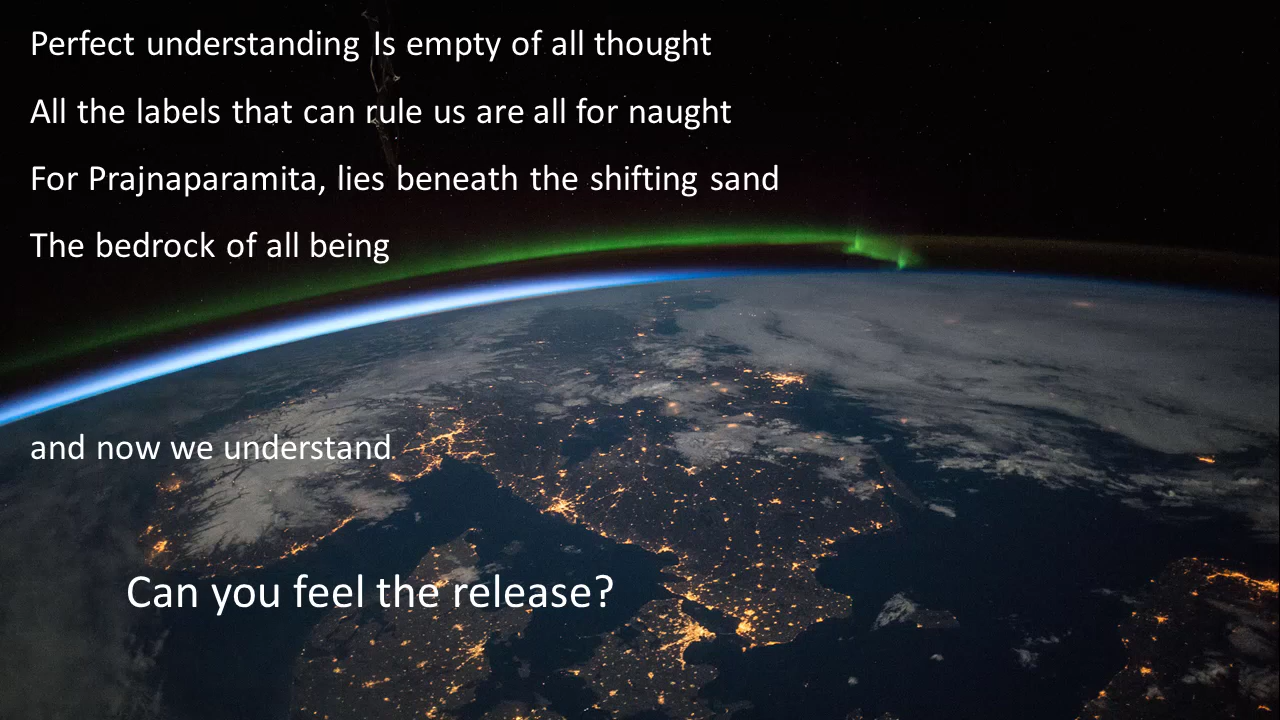 Perfect understanding Is empty of all thought
All the labels that can rule us are all for naught
For Prajnaparamita, lies beneath the shifting sand
The bedrock of all being
and now we understand
Can you feel the release?